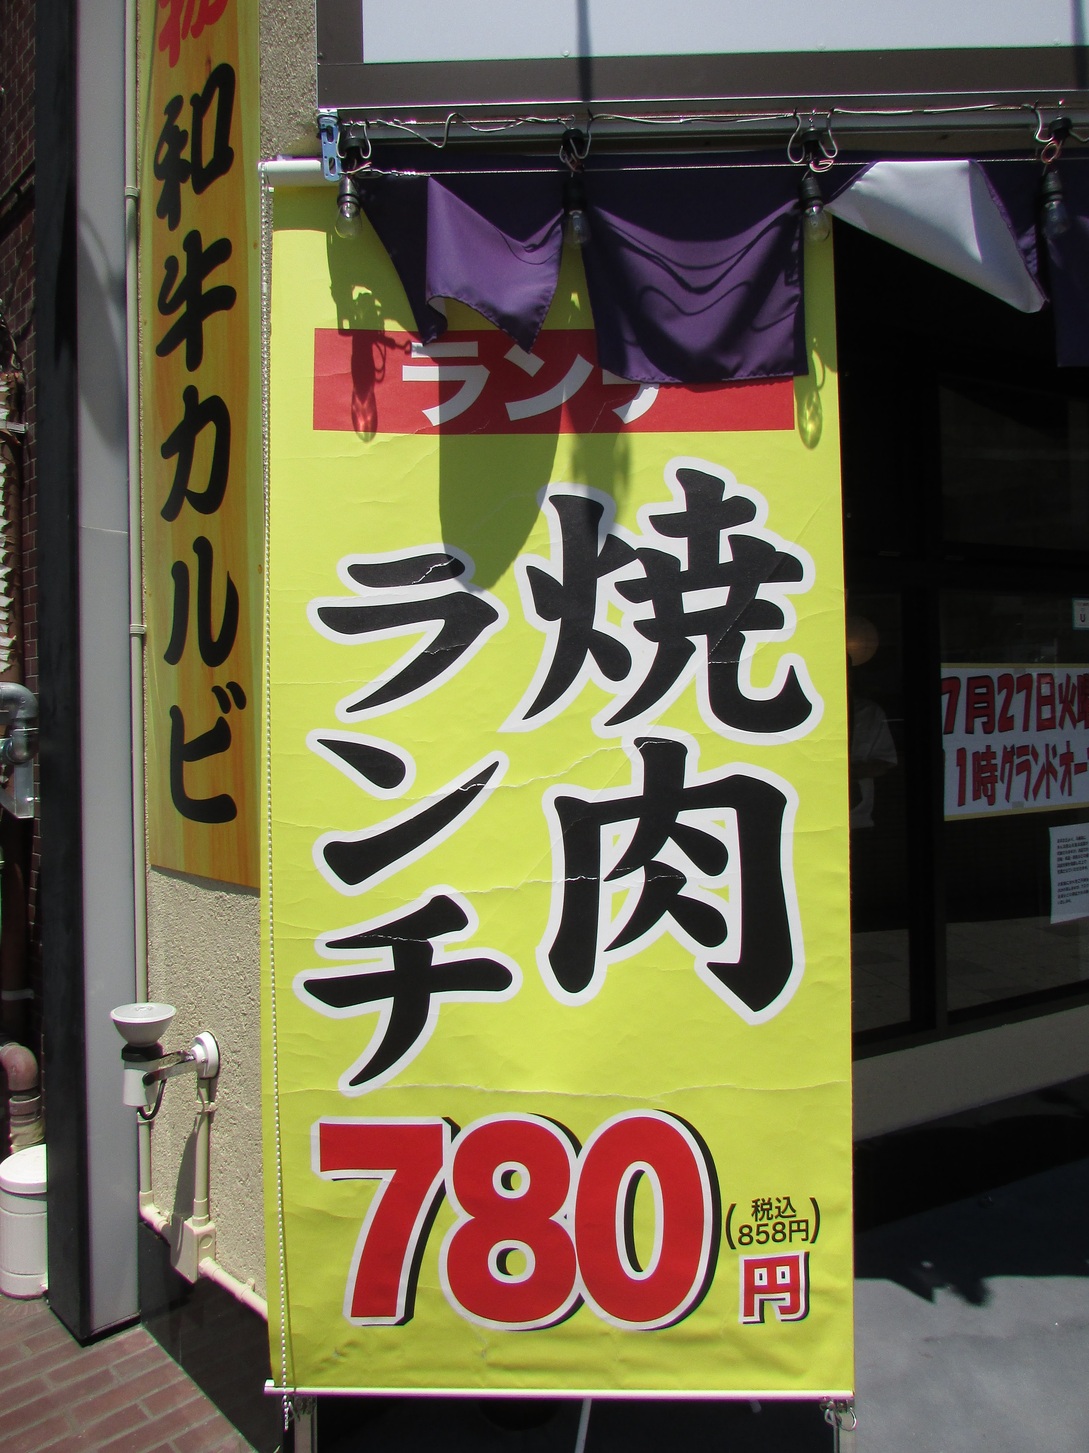 和牛カルビ
ランチ
焼肉
ランチ
780
(税込
858円)
円
7月27日火
1時グランドオー